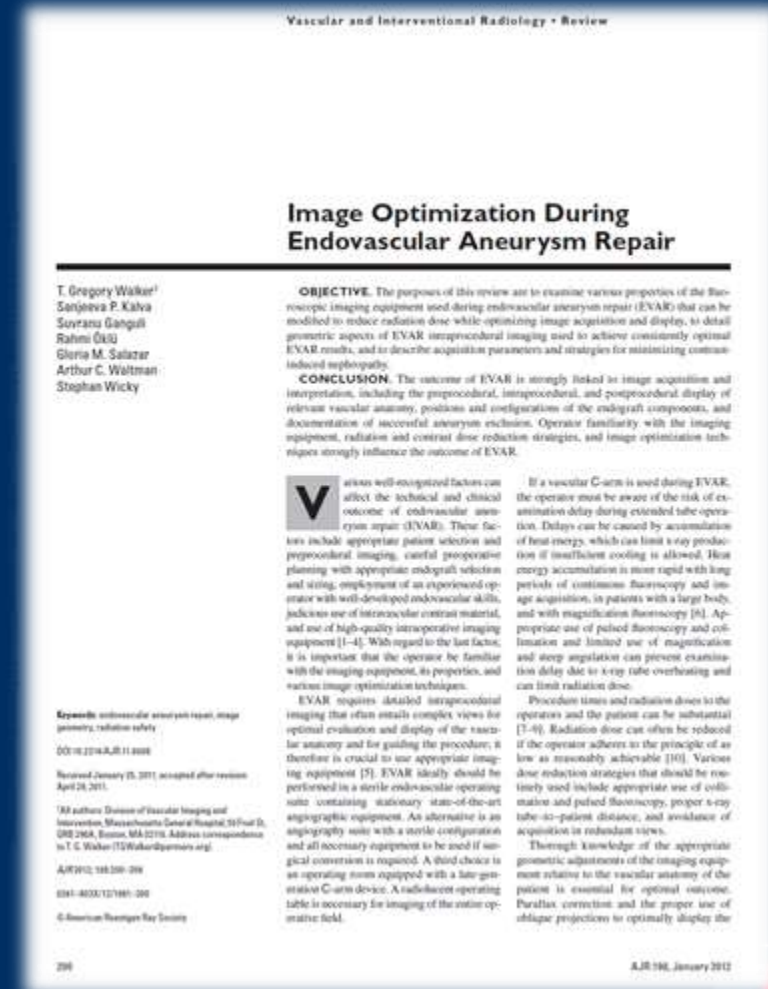 Vascular and Interventional Radiology • Review
Image Optimization During
Endovascular Aneurysm Repair
T. Gregory Walker¹
Sanjeeva P. Kalva
Suvranu Ganguli
Rahmi Öklü
Gloria M. Salazar
Arthur C. Waltman
Stephan Wicky
Keywords: endovascular aneurysm repair, image
geometry, radiation safety
Received January 25, 2011; accepted after revision
April 28, 2011.
¹All authors: Division of Vascular Imaging and
Intervention, Massachusetts General Hospital, 55 Fruit St,
GRB 290A, Boston, MA 02114. Address correspondence
to T. G. Walker (TGWalker@partners.org).
© American Roentgen Ray Society
OBJECTIVE. The purposes of this review are to examine various properties of the fluo-
roscopic imaging equipment used during endovascular aneurysm repair (EVAR) that can be
modified to reduce radiation dose while optimizing image acquisition and display, to detail
geometric aspects of EVAR intraprocedural imaging used to achieve consistently optimal
EVAR results, and to describe acquisition parameters and strategies for minimizing contrast-
induced nephropathy.
CONCLUSION. The outcome of EVAR is strongly linked to image acquisition and
interpretation, including the preprocedural, intraprocedural, and postprocedural display of
relevant vascular anatomy, positions and configurations of the endograft components, and
documentation of successful aneurysm exclusion. Operator familiarity with the imaging
equipment, radiation and contrast dose reduction strategies, and image optimization tech-
niques strongly influence the outcome of EVAR.
Various well-recognized factors can
affect the technical and clinical
outcome of endovascular aneu-
rysm repair (EVAR). These fac-
tors include appropriate patient selection and
preprocedural imaging, careful preoperative
planning with appropriate endograft selection
and sizing, employment of an experienced op-
erator with well-developed endovascular skills,
judicious use of intravascular contrast material,
and use of high-quality intraoperative imaging
equipment [1–4]. With regard to the last factor,
it is important that the operator be familiar
with the imaging equipment, its properties, and
various image optimization techniques.
EVAR requires detailed intraprocedural
imaging that often entails complex views for
optimal evaluation and display of the vascu-
lar anatomy and for guiding the procedure; it
therefore is crucial to use appropriate imag-
ing equipment [5]. EVAR ideally should be
performed in a sterile endovascular operating
suite containing stationary state-of-the-art
angiographic equipment. An alternative is an
angiography suite with a sterile configuration
and all necessary equipment to be used if sur-
gical conversion is required. A third choice is
an operating room equipped with a late-gen-
eration C-arm device. A radiolucent operating
table is necessary for imaging of the entire op-
erative field.
If a vascular C-arm is used during EVAR,
the operator must be aware of the risk of ex-
amination delay during extended tube opera-
tion. Delays can be caused by accumulation
of heat energy, which can limit x-ray produc-
tion if insufficient cooling is allowed. Heat
energy accumulation is more rapid with long
periods of continuous fluoroscopy and im-
age acquisition, in patients with a large body,
and with magnification fluoroscopy [6]. Ap-
propriate use of pulsed fluoroscopy and col-
limation and limited use of magnification
and steep angulation can prevent examina-
tion delay due to x-ray tube overheating and
can limit radiation dose.
Procedure times and radiation doses to the
operators and the patient can be substantial
[7–9]. Radiation dose can often be reduced
if the operator adheres to the principle of as
low as reasonably achievable [10]. Various
dose reduction strategies that should be rou-
tinely used include appropriate use of colli-
mation and pulsed fluoroscopy, proper x-ray
tube–to–patient distance, and avoidance of
acquisition in redundant views.
Thorough knowledge of the appropriate
geometric adjustments of the imaging equip-
ment relative to the vascular anatomy of the
patient is essential for optimal outcome.
Parallax correction and the proper use of
oblique projections to optimally display the
AJR:198, January 2012